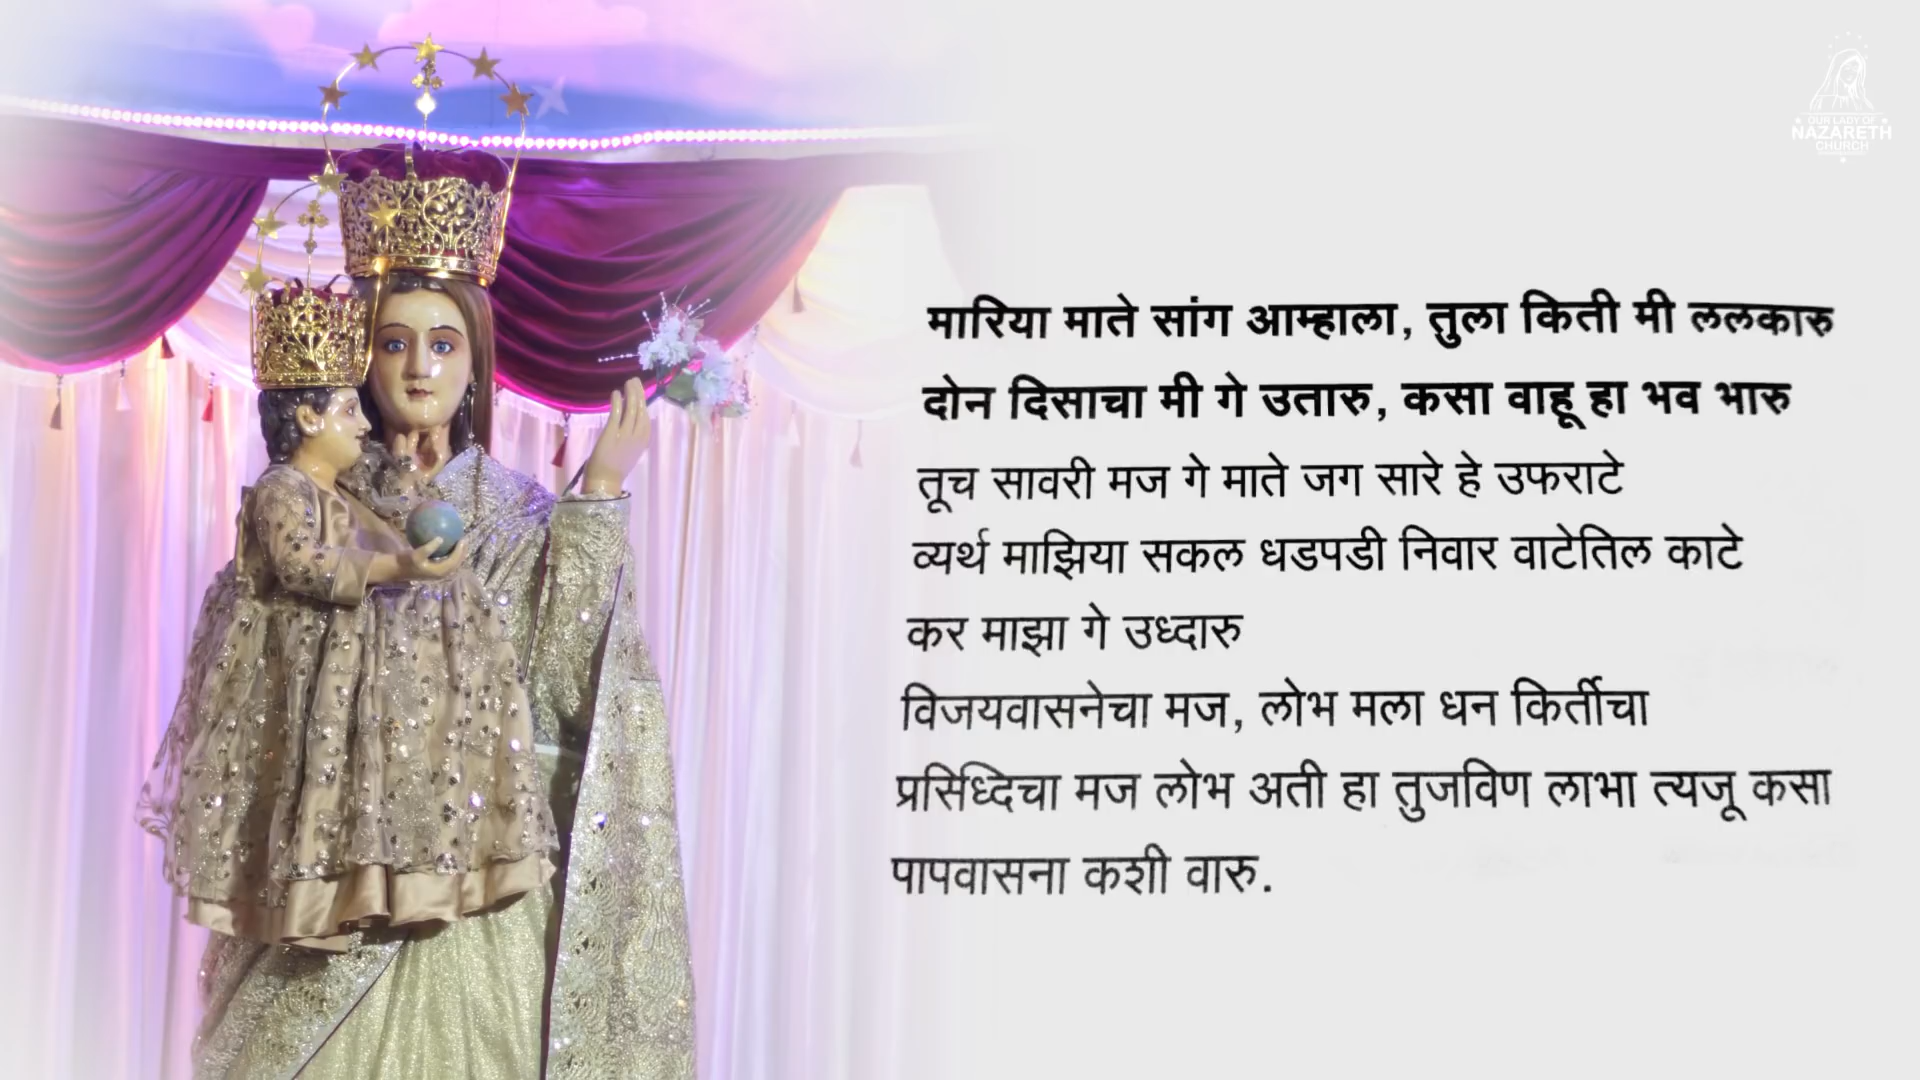 OUR LADY OF
NAZARETH
CHURCH
मारिया माते सांग आम्हाला, तुला किती मी ललकारु
दोन दिसाचा मी गे उतारु, कसा वाहू हा भव भारु
तूच सावरी मज गे माते जग सारे हे उफराटे
व्यर्थ माझिया सकल धडपडी निवार वाटेतिल काटे
कर माझा गे उध्दारु
विजयवासनेचा मज, लोभ मला धन किर्तीचा
प्रसिध्दिचा मज लोभ अती हा तुजविण लाभा त्यजू कसा
पापवासना कशी वारु.